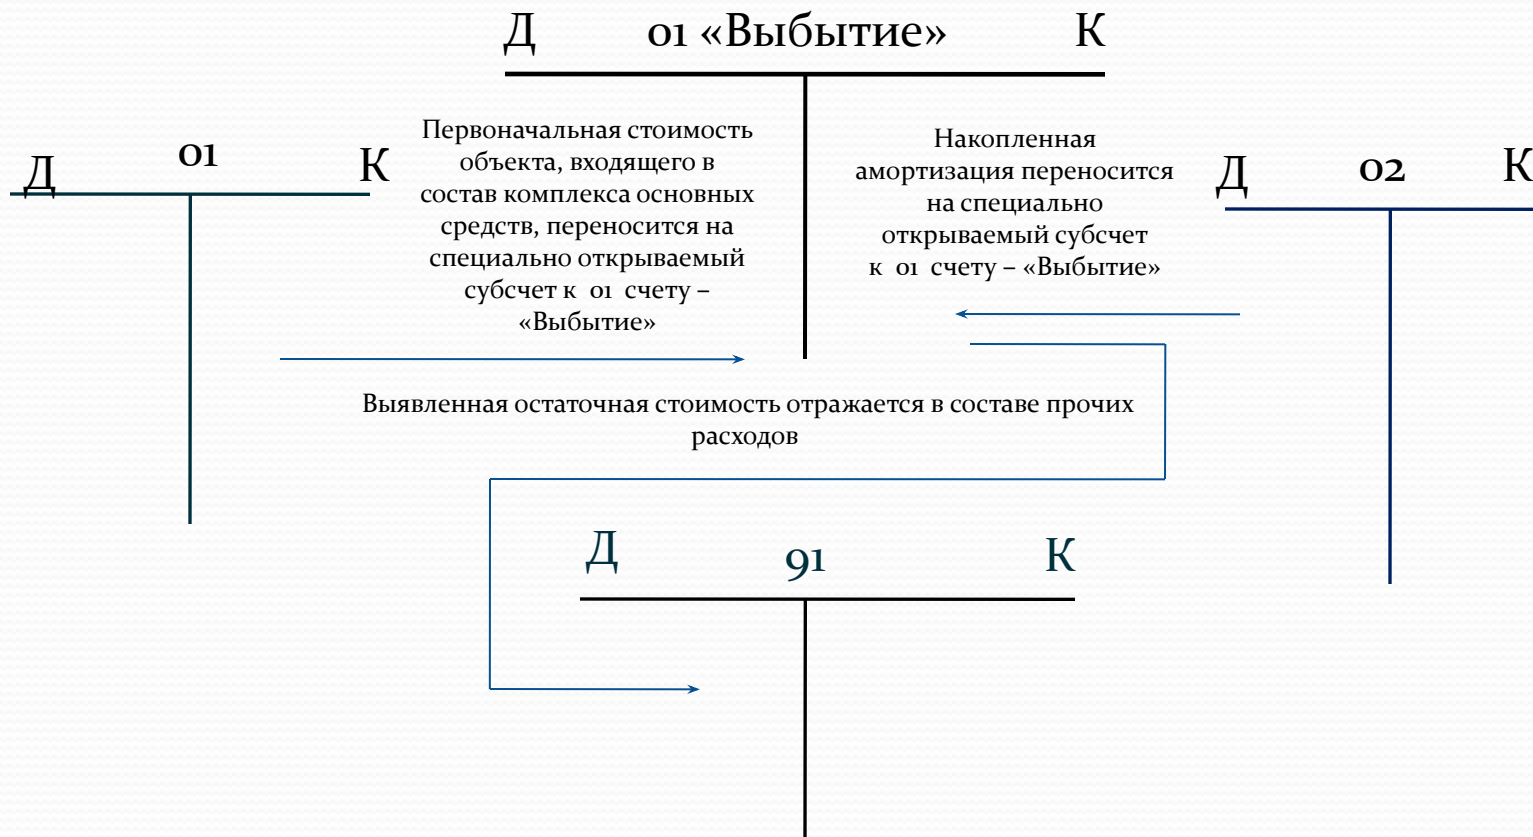 Д 01 «Выбытие» К
Д 01 К
Первоначальная стоимость
объекта, входящего в
состав комплекса основных
средств, переносится на
специально открываемый
субсчет к 01 счету –
«Выбытие»
Накопленная
амортизация переносится
на специально
открываемый субсчет
к 01 счету – «Выбытие»
Д 02 К
Выявленная остаточная стоимость отражается в составе прочих
расходов
Д 91 К